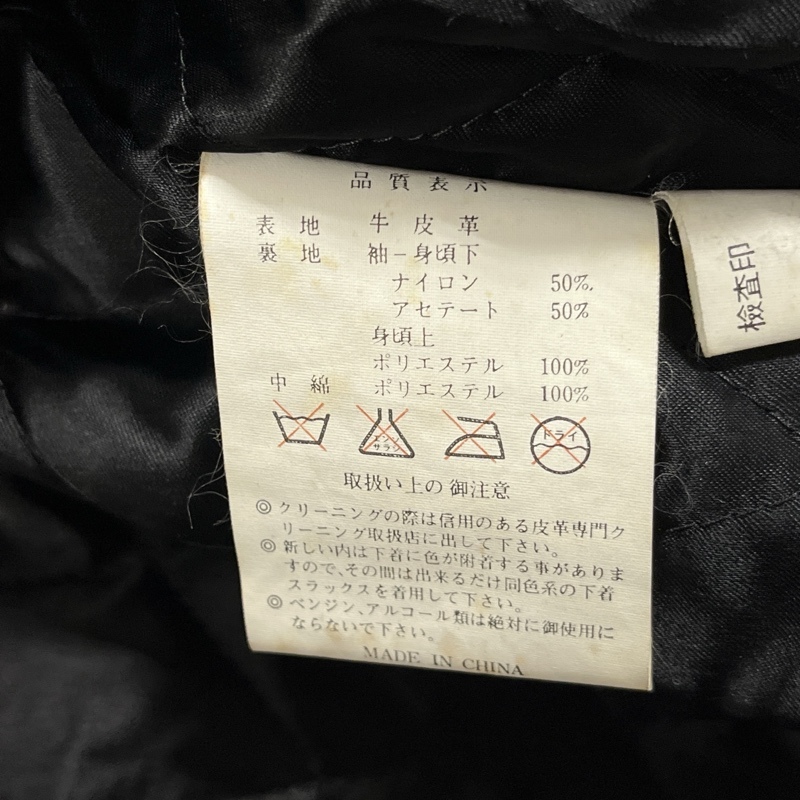 品質表示
表地 牛皮革
裏地 袖－身頃下
ナイロン 50%
アセテート 50%
身頃上
ポリエステル 100%
中綿 ポリエステル 100%
エンソ サラシ ドライ
取扱い上の御注意
◎クリーニングの際は信用のある皮革専門ク
リーニング取扱店に出して下さい。
◎新しい内は下着に色が附着する事がありま
すので、その間は出来るだけ同色系の下着
スラックスを着用して下さい。
◎ベンジン、アルコール類は絶対に御使用に
ならないで下さい。
MADE IN CHINA
檢査印